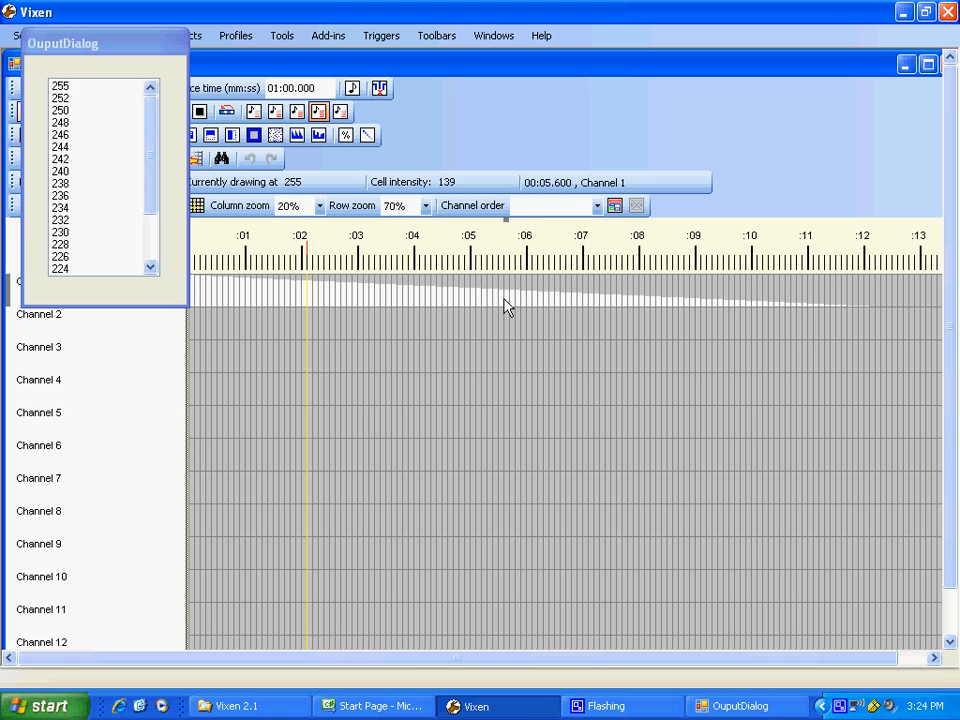 Vixen
Profiles Tools Add-ins Triggers Toolbars Windows Help
OuputDialog
255
252
250
248
246
244
242
240
238
236
234
232
230
228
226
224
ce time (mm:ss) 01:00.000
%
urrently drawing at 255 Cell intensity: 139 00:05.600 , Channel 1
Column zoom 20% Row zoom 70% Channel order
:01 :02 :03 :04 :05 :06 :07 :08 :09 :10 :11 :12 :13
Channel 2
Channel 3
Channel 4
Channel 5
Channel 6
Channel 7
Channel 8
Channel 9
Channel 10
Channel 11
Channel 12
start Vixen 2.1 Start Page - Mic... Vixen Flashing OuputDialog 3:24 PM